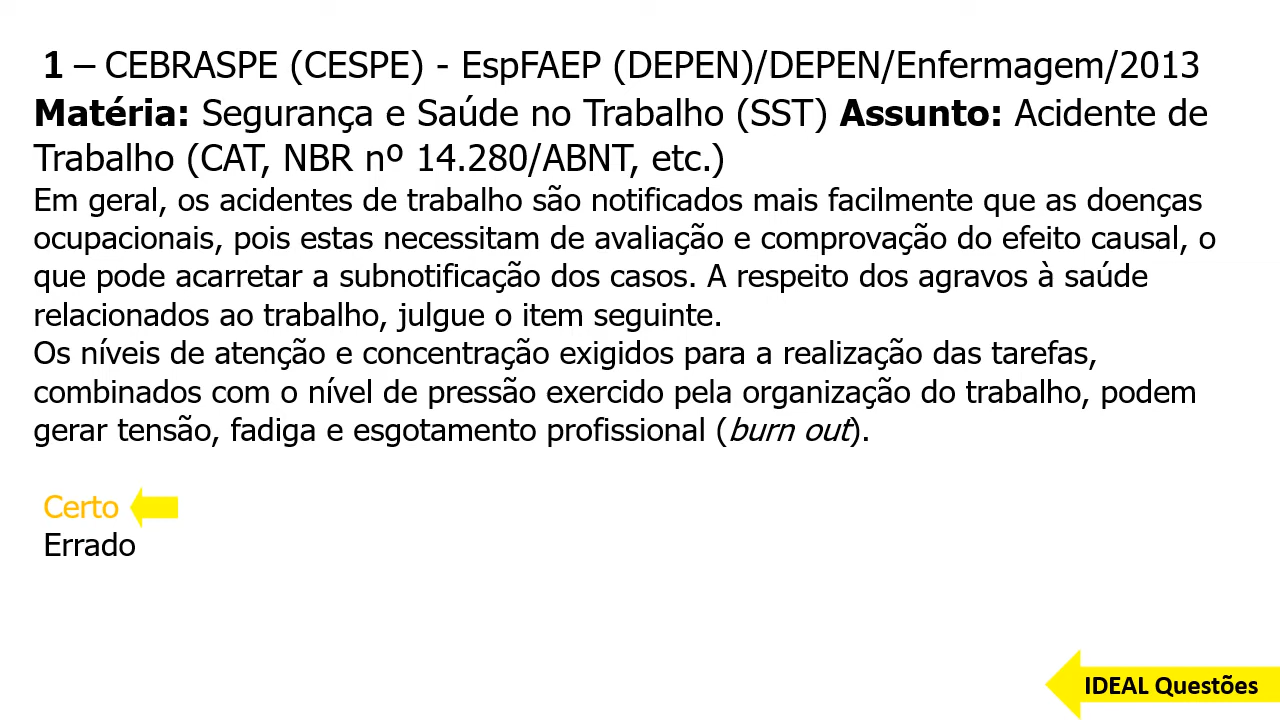 1 – CEBRASPE (CESPE) - EspFAEP (DEPEN)/DEPEN/Enfermagem/2013
Matéria: Segurança e Saúde no Trabalho (SST) Assunto: Acidente de
Trabalho (CAT, NBR nº 14.280/ABNT, etc.)
Em geral, os acidentes de trabalho são notificados mais facilmente que as doenças
ocupacionais, pois estas necessitam de avaliação e comprovação do efeito causal, o
que pode acarretar a subnotificação dos casos. A respeito dos agravos à saúde
relacionados ao trabalho, julgue o item seguinte.
Os níveis de atenção e concentração exigidos para a realização das tarefas,
combinados com o nível de pressão exercido pela organização do trabalho, podem
gerar tensão, fadiga e esgotamento profissional (burn out).
Certo
Errado
IDEAL Questões